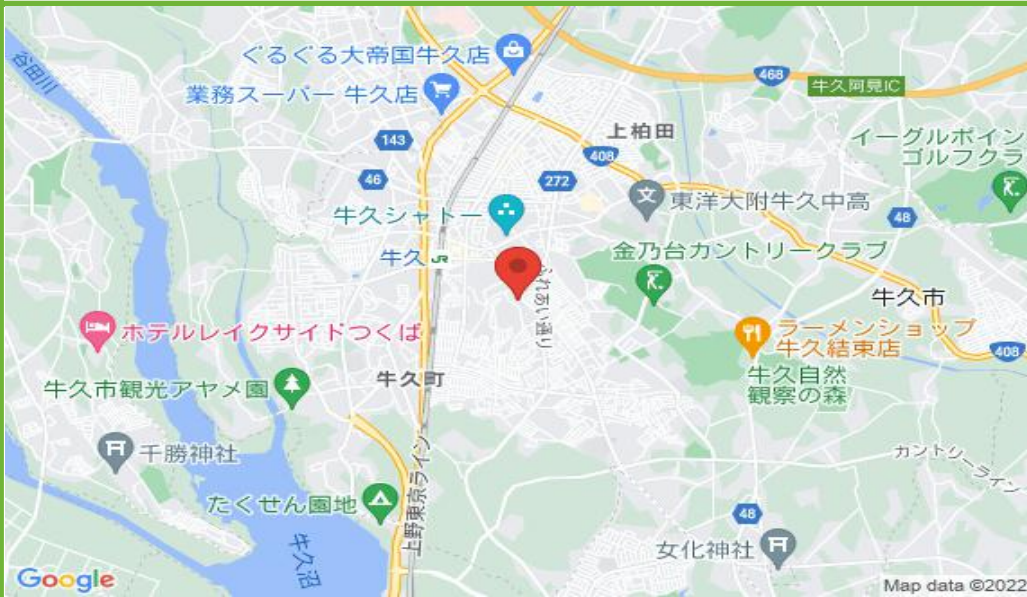 谷田川
ぐるぐる大帝国牛久店
業務スーパー 牛久店
468
牛久阿見IC
143
上柏田
イーグルポイン
ゴルフクラ
408
46
272
東洋大附牛久中高
48
牛久シャトー
金乃台カントリークラブ
牛久
JR
ふれあい通り
牛久市
ホテルレイクサイドつくば
ラーメンショップ
牛久結束店
408
牛久町
牛久市観光アヤメ園
牛久自然
観察の森
千勝神社
カントシーライン
たくせん園地
上野東京ライン
48
牛久沼
女化神社
Google
Map data ©2022